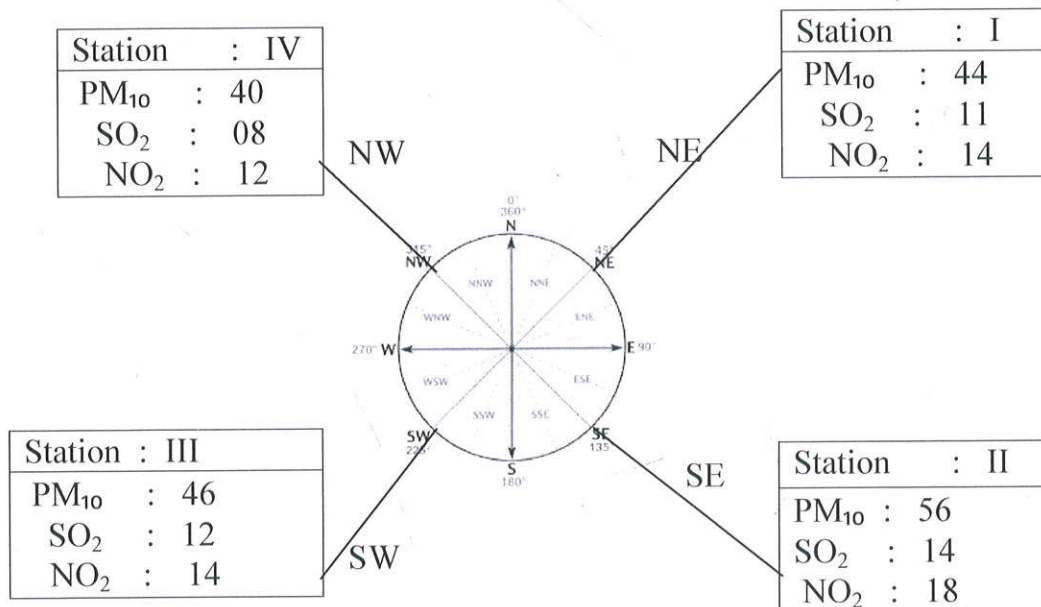 Station : IV
PM₁₀ : 40
SO₂ : 08
NO₂ : 12
NW
Station : I
PM₁₀ : 44
SO₂ : 11
NO₂ : 14
NE
0°
360°
N
315°
NW
45°
NE
NNW
NNE
WNW
ENE
270° W
E 90°
WSW
ESE
SSW
SSE
SW
225°
SE
135
S
180°
Station : III
PM₁₀ : 46
SO₂ : 12
NO₂ : 14
SW
SE
Station : II
PM₁₀ : 56
SO₂ : 14
NO₂ : 18